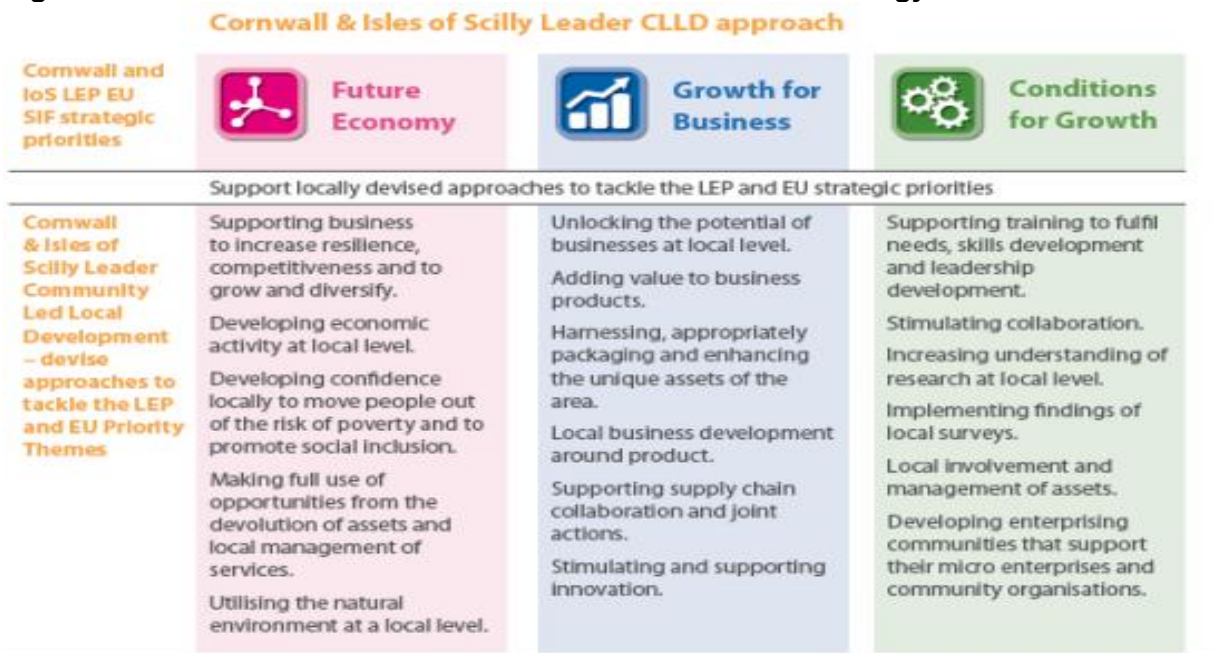 Cornwall & Isles of Scilly Leader CLLD approach
Cornwall and
IoS LEP EU
SIF strategic
priorities
Future
Economy
Growth for
Business
Conditions
for Growth
Support locally devised approaches to tackle the LEP and EU strategic priorities
Cornwall
& Isles of
Scilly Leader
Community
Led Local
Development
– devise
approaches to
tackle the LEP
and EU Priority
Themes
Supporting business
to increase resilience,
competitiveness and to
grow and diversify.
Developing economic
activity at local level.
Developing confidence
locally to move people out
of the risk of poverty and to
promote social inclusion.
Making full use of
opportunities from the
devolution of assets and
local management of
services.
Utilising the natural
environment at a local level.
Unlocking the potential of
businesses at local level.
Adding value to business
products.
Harnessing, appropriately
packaging and enhancing
the unique assets of the
area.
Local business development
around product.
Supporting supply chain
collaboration and joint
actions.
Stimulating and supporting
innovation.
Supporting training to fulfil
needs, skills development
and leadership
development.
Stimulating collaboration.
Increasing understanding of
research at local level.
Implementing findings of
local surveys.
Local involvement and
management of assets.
Developing enterprising
communities that support
their micro enterprises and
community organisations.